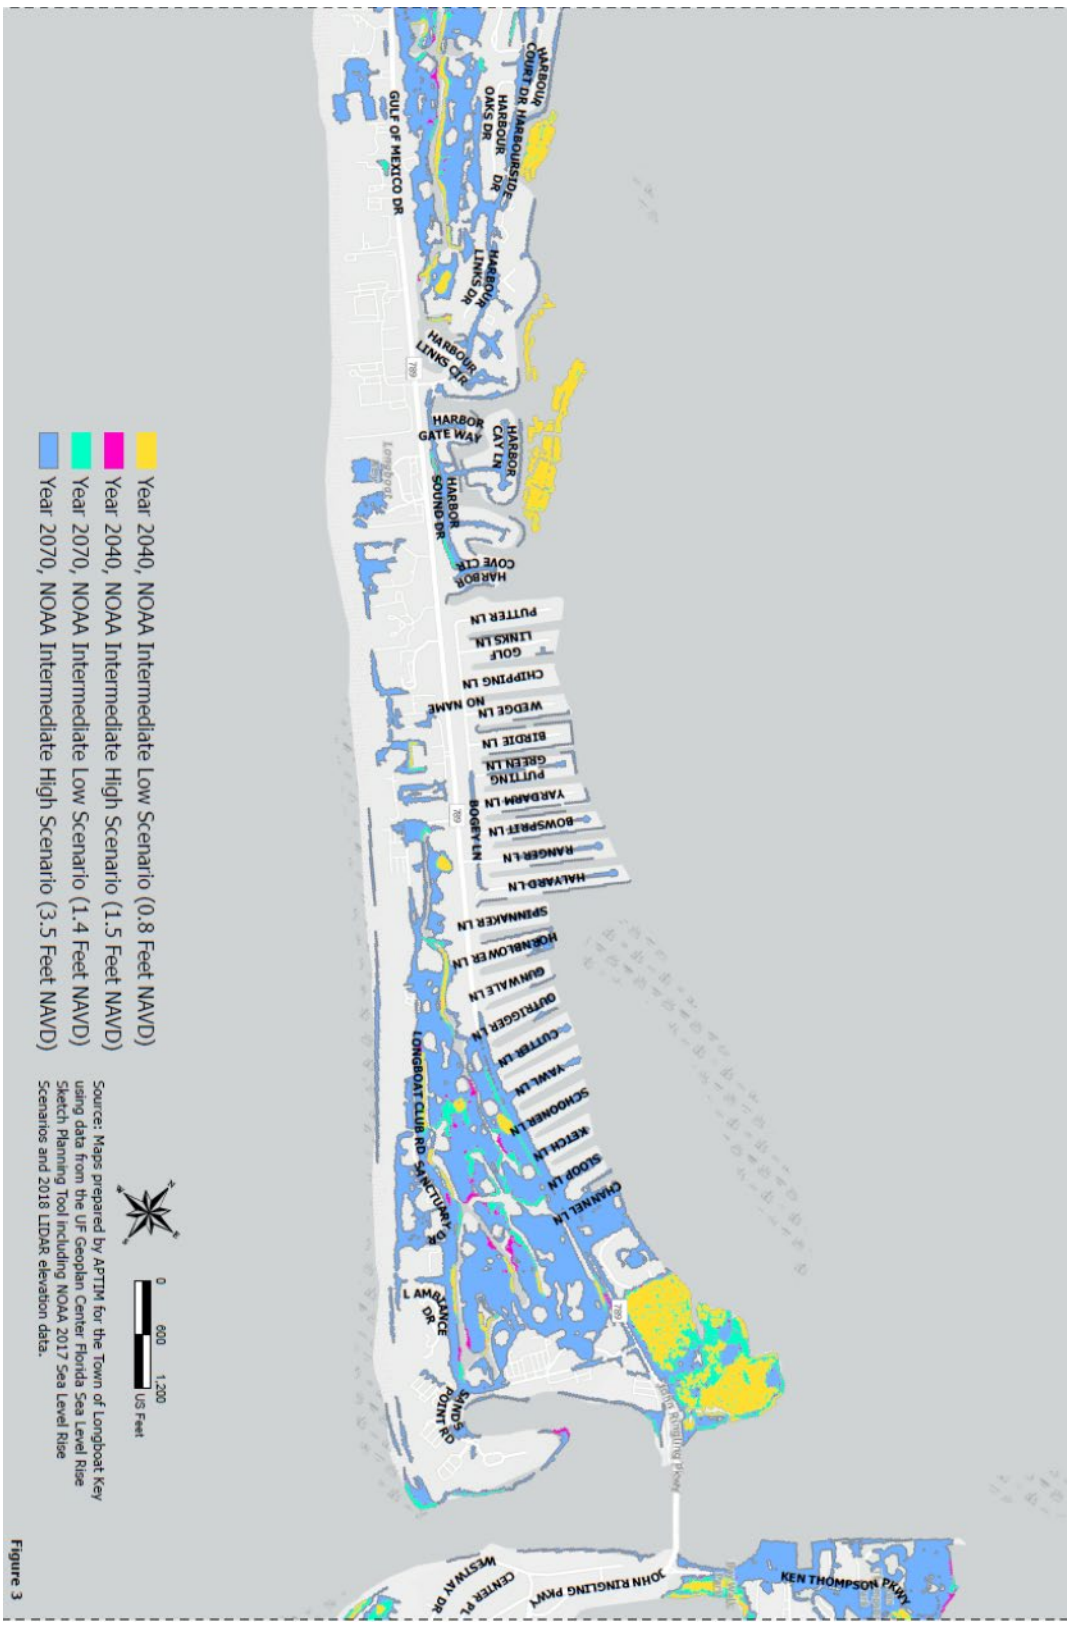 HARBOUR
COURT DR
HARBOURSIDE
DR
HARBOUR
OAKS DR
GULF OF MEXICO DR
HARBOUR
LINKS DR
HARBOUR
LINKS CIR
789
HARBOR
GATE WAY
HARBOR
CAY LN
Longboat
Key
HARBOR
SOUND DR
HARBOR
COVE CIR
PUTTER LN
GOLF
LINKS LN
CHIPPING LN
NO NAME
WEDGE LN
BIRDIE LN
PUTTING
GREEN LN
YARDARM LN
BOWSPRIT LN
789
BOGEY LN
RANGER LN
HALYARD LN
SPINNAKER LN
HORNBLOWER LN
GUNWALE LN
OUTRIGGER LN
CUTTER LN
YAWL LN
SCHOONER LN
KETCH LN
SLOOP LN
CHANNEL LN
LONGBOAT CLUB RD
SANCTUARY
DR
L AMBIANCE
DR
789
John Ringling Pkwy
SANDS
POINT RD
JOHN RINGLING PKWY
KEN THOMPSON PKWY
CENTER PL
WESTWAY DR
Year 2040, NOAA Intermediate Low Scenario (0.8 Feet NAVD)
Year 2040, NOAA Intermediate High Scenario (1.5 Feet NAVD)
Year 2070, NOAA Intermediate Low Scenario (1.4 Feet NAVD)
Year 2070, NOAA Intermediate High Scenario (3.5 Feet NAVD)
N
E
S
W
0 600 1,200
US Feet
Source: Maps prepared by APTIM for the Town of Longboat Key
using data from the UF Geoplan Center Florida Sea Level Rise
Sketch Planning Tool including NOAA 2017 Sea Level Rise
Scenarios and 2018 LIDAR elevation data.
Figure 3